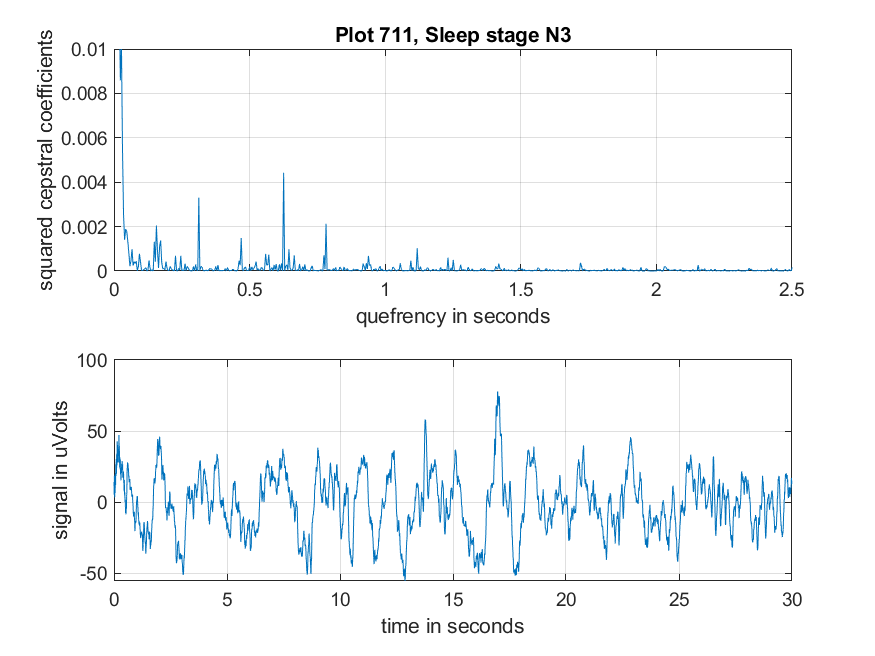 Plot 711, Sleep stage N3
squared cepstral coefficients
0.01
0.008
0.006
0.004
0.002
0
0 0.5 1 1.5 2 2.5
quefrency in seconds
signal in uVolts
100
50
0
-50
0 5 10 15 20 25 30
time in seconds